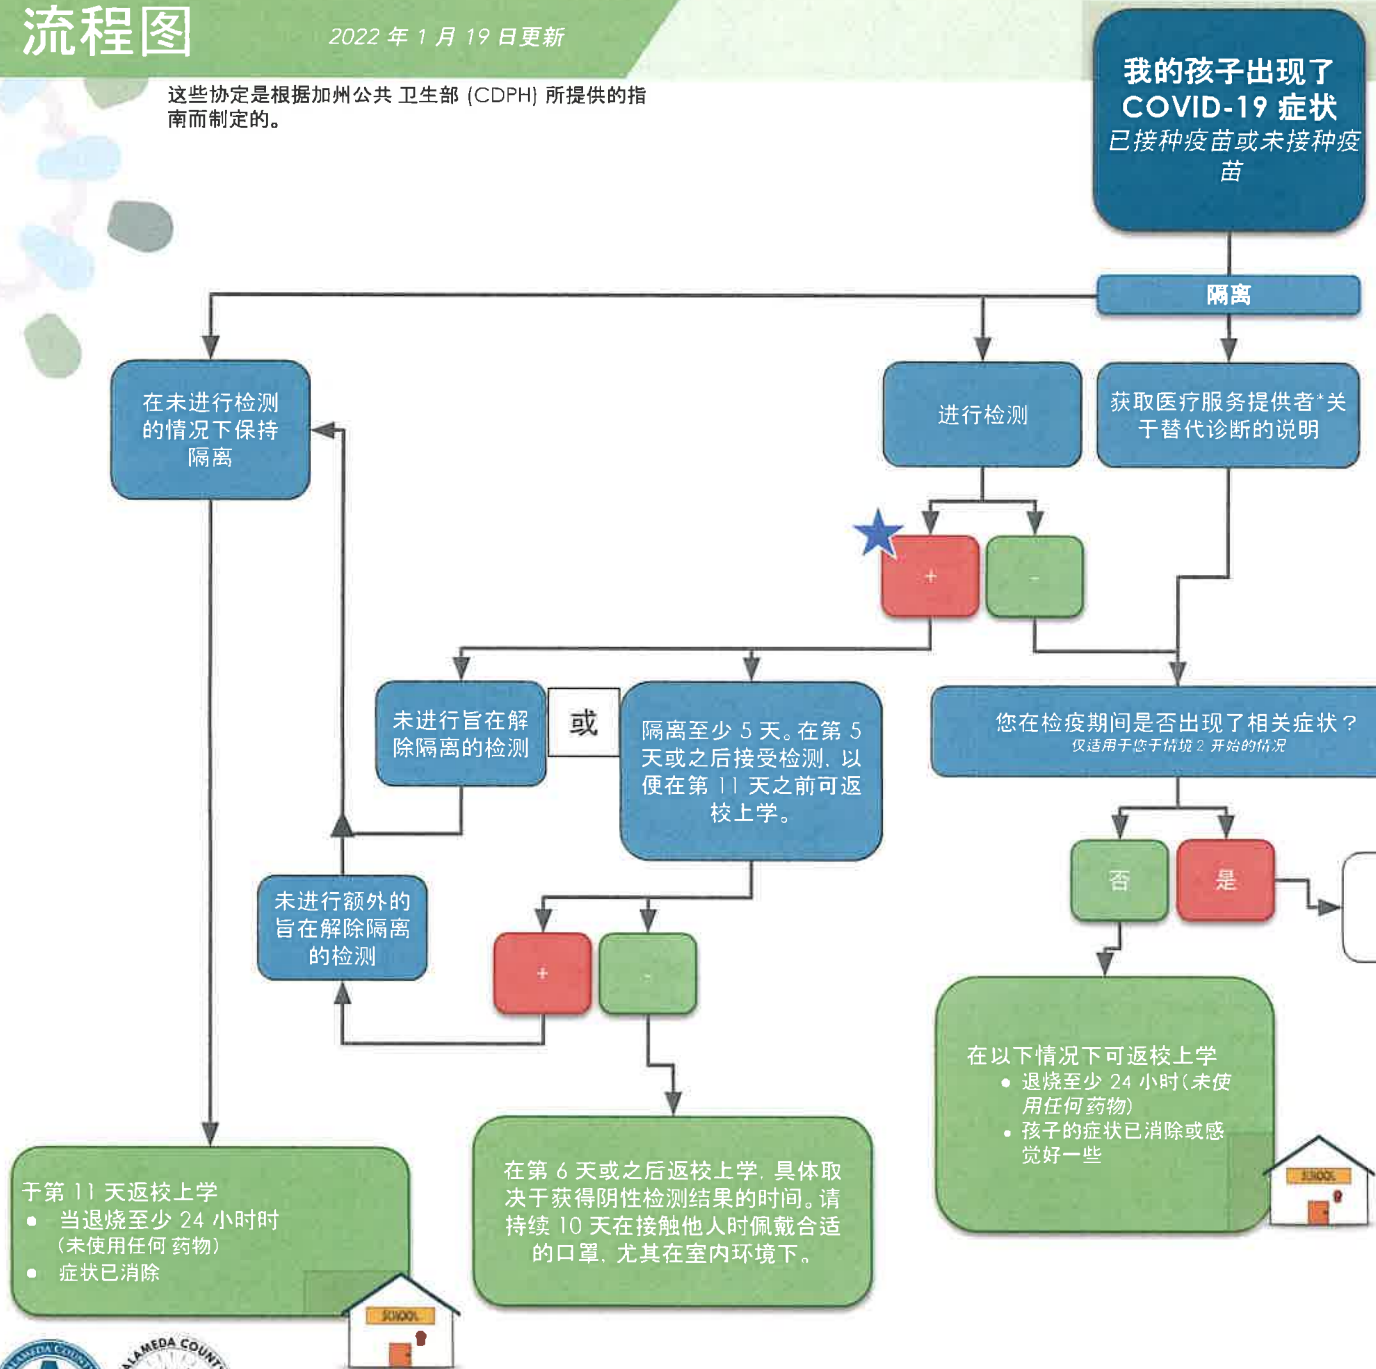 流程图
2022 年 1 月 19 日更新
这些协定是根据加州公共 卫生部 (CDPH) 所提供的指
南而制定的。
我的孩子出现了
COVID-19 症状
已接种疫苗或未接种疫
苗
隔离
在未进行检测
的情况下保持
隔离
进行检测
获取医疗服务提供者*关
于替代诊断的说明
+
-
未进行旨在解
除隔离的检测
或
隔离至少 5 天。在第 5
天或之后接受检测, 以
便在第 11 天之前可返
校上学。
您在检疫期间是否出现了相关症状？
仅适用于您于情境 2 开始的情况
否
是
未进行额外的
旨在解除隔离
的检测
+
-
在以下情况下可返校上学
• 退烧至少 24 小时(未使
用任何药物)
• 孩子的症状已消除或感
觉好一些
SCHOOL
于第 11 天返校上学
• 当退烧至少 24 小时时
(未使用任何 药物)
• 症状已消除
SCHOOL
在第 6 天或之后返校上学, 具体取
决于获得阴性检测结果的时间。请
持续 10 天在接触他人时佩戴合适
的口罩, 尤其在室内环境下。
ALAMEDA COUNTY
ALAMEDA COUNTY